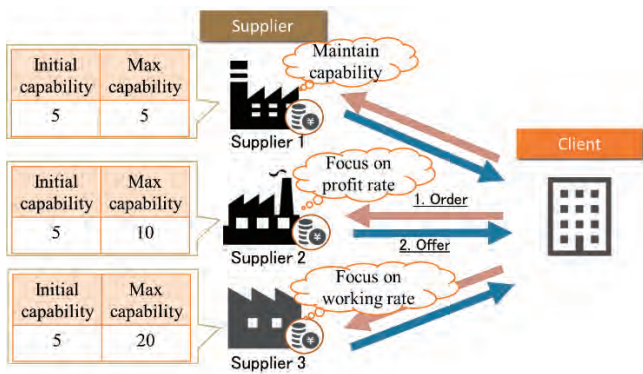 Supplier
Initial
capability
Max
capability
5
5
Maintain
capability
Supplier 1
Client
Initial
capability
Max
capability
5
10
Focus on
profit rate
1. Order
2. Offer
Supplier 2
Initial
capability
Max
capability
5
20
Focus on
working rate
Supplier 3
¥
¥
¥